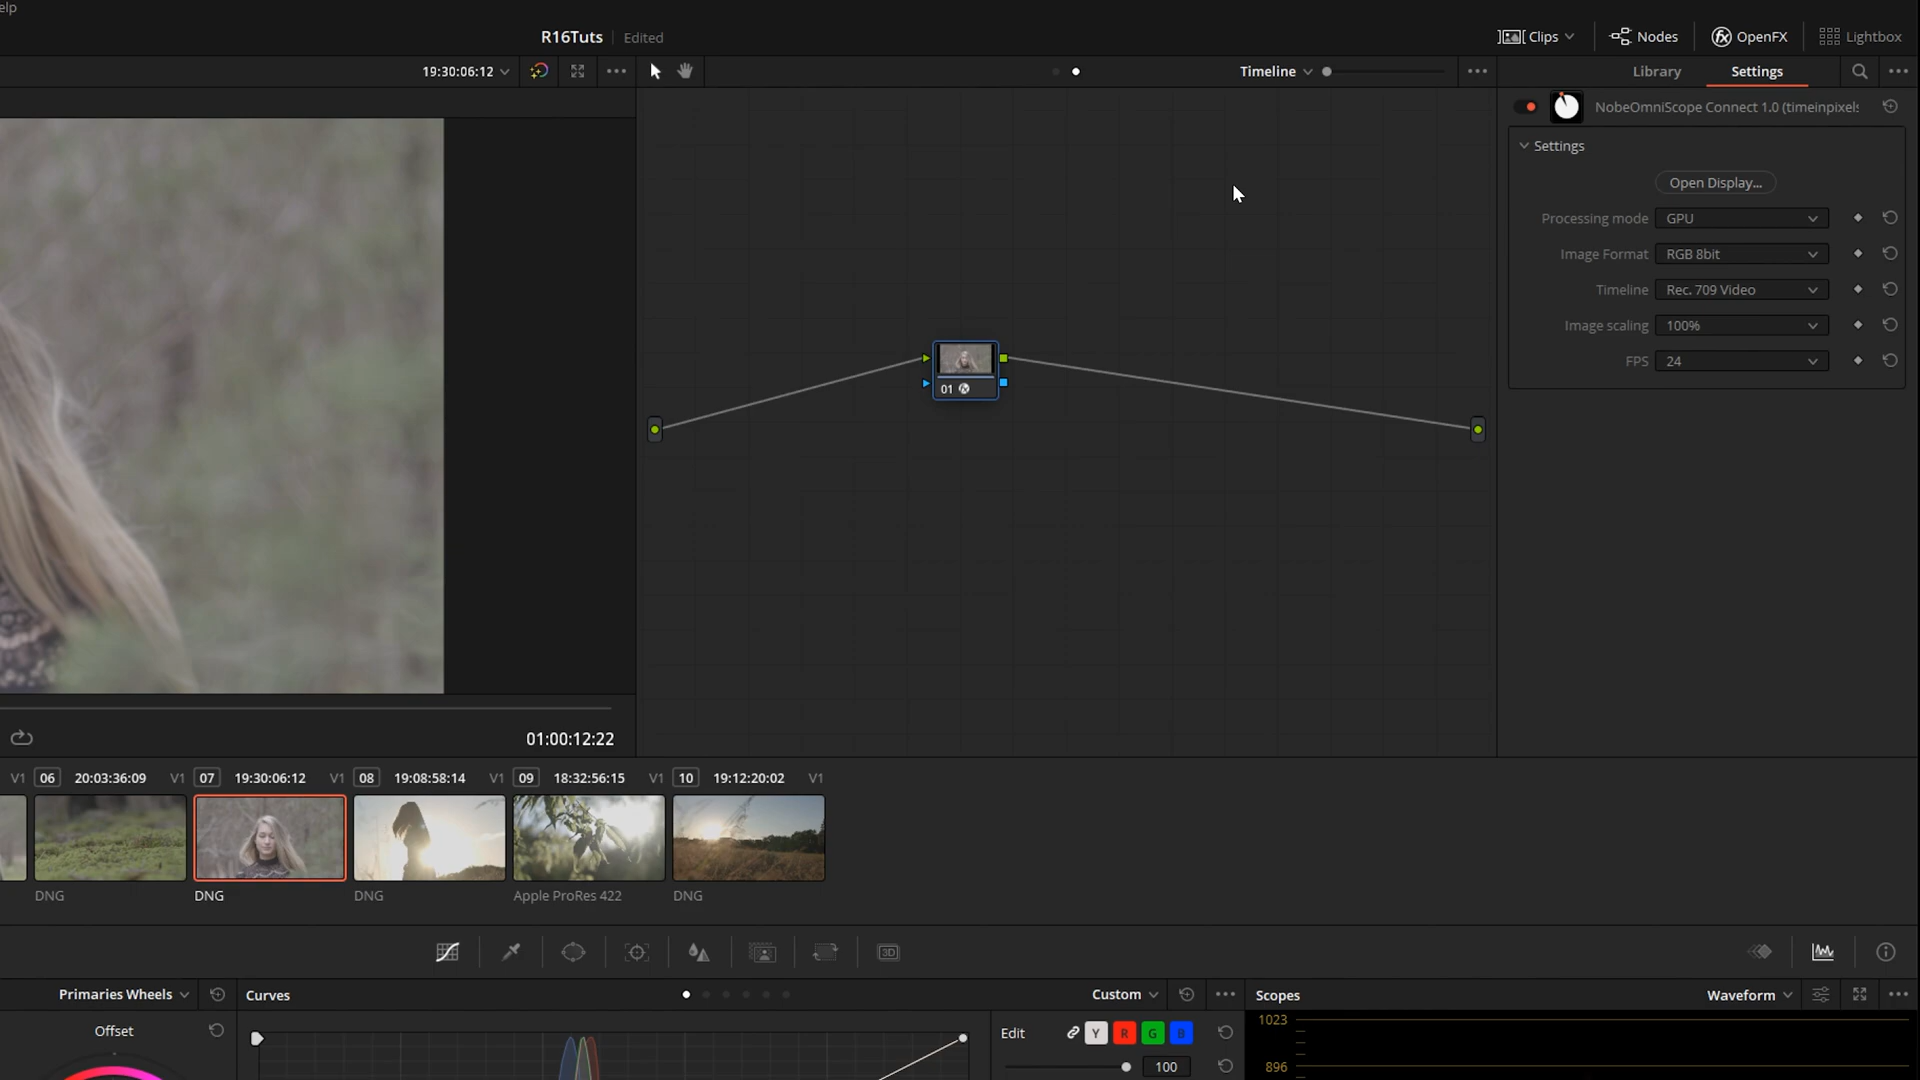 elp
R16Tuts
Edited
Clips
Nodes
OpenFX
Lightbox
19:30:06:12
Timeline
Library
Settings
NobeOmniScope Connect 1.0 (timeinpixels
Settings
Open Display...
Processing mode GPU
Image Format RGB 8bit
Timeline Rec. 709 Video
Image scaling 100%
FPS 24
01
01:00:12:22
V1 06 20:03:36:09 V1 07 19:30:06:12 V1 08 19:08:58:14 V1 09 18:32:56:15 V1 10 19:12:20:02 V1
DNG DNG DNG Apple ProRes 422 DNG
3D
Primaries Wheels
Curves
Custom
Scopes
Waveform
Offset
Edit Y R G B
100
1023
896